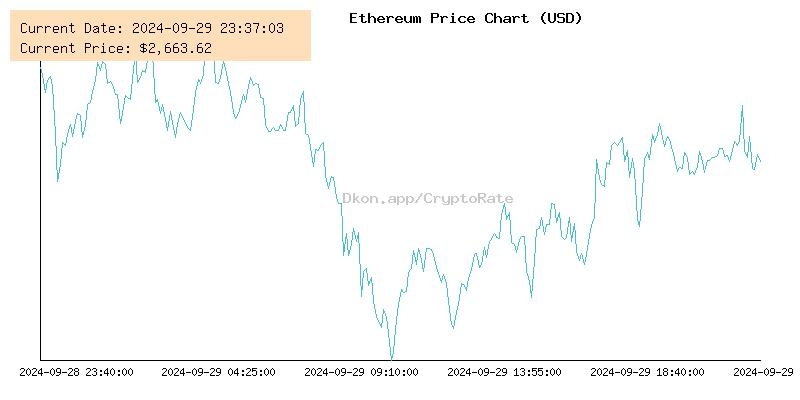 Ethereum Price Chart (USD)
Current Date: 2024-09-29 23:37:03
Current Price: $2,663.62
Dkon.app/CryptoRate
2024-09-28 23:40:00 2024-09-29 04:25:00 2024-09-29 09:10:00 2024-09-29 13:55:00 2024-09-29 18:40:00 2024-09-29